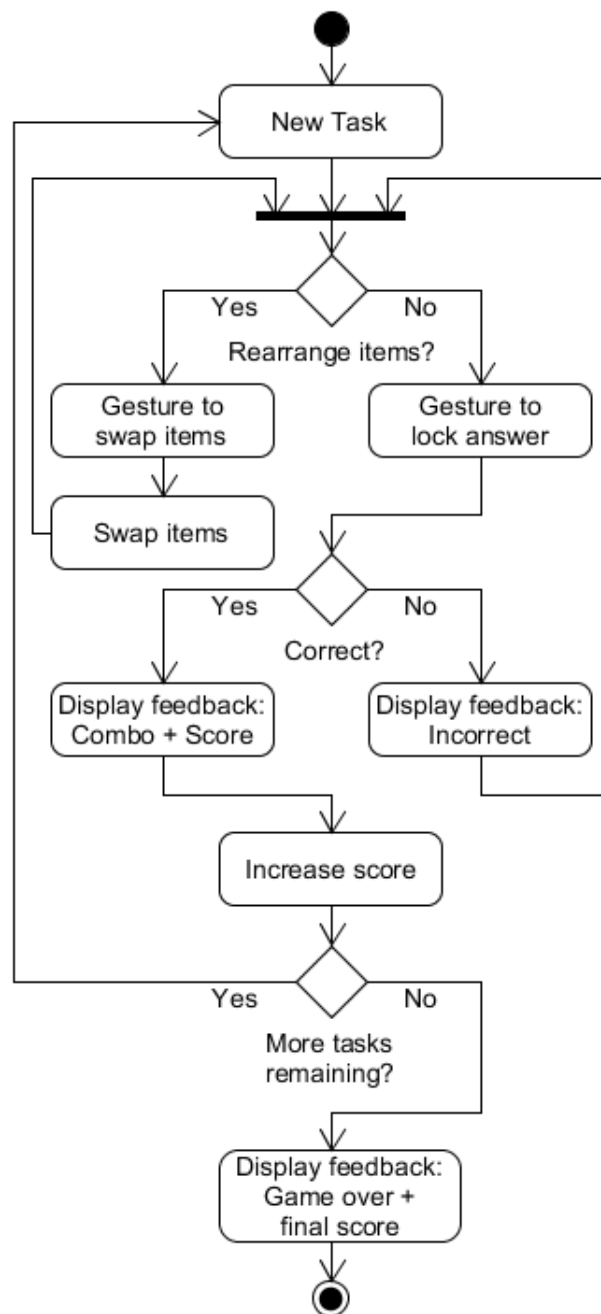 New Task
Yes
No
Rearrange items?
Gesture to
swap items
Gesture to
lock answer
Swap items
Yes
No
Correct?
Display feedback:
Combo + Score
Display feedback:
Incorrect
Increase score
Yes
No
More tasks
remaining?
Display feedback:
Game over +
final score